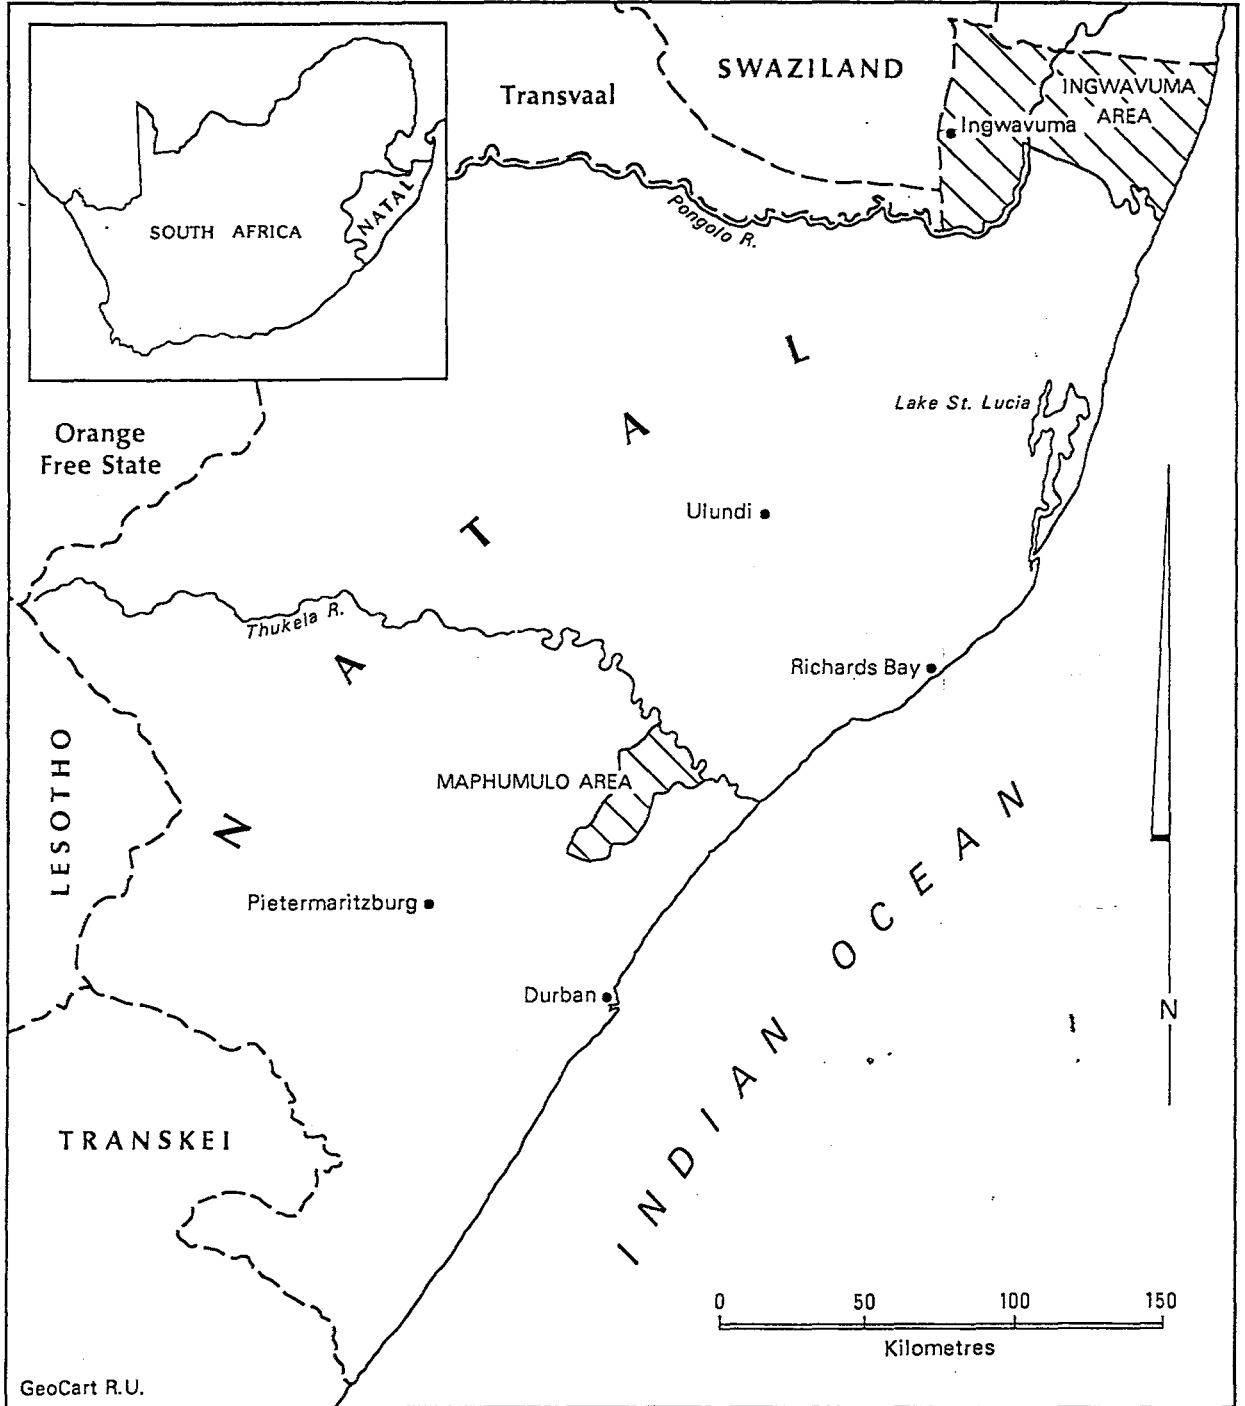 SWAZILAND
Transvaal
INGWAVUMA
AREA
Ingwavuma
NATAL
SOUTH AFRICA
Pongolo R.
Lake St. Lucia
Orange
Free State
Ulundi
Thukela R.
Richards Bay
MAPHUMULO AREA
LESOTHO
NATAL
Pietermaritzburg
Durban
INDIAN OCEAN
N
TRANSKEI
0 50 100 150
Kilometres
GeoCart R.U.